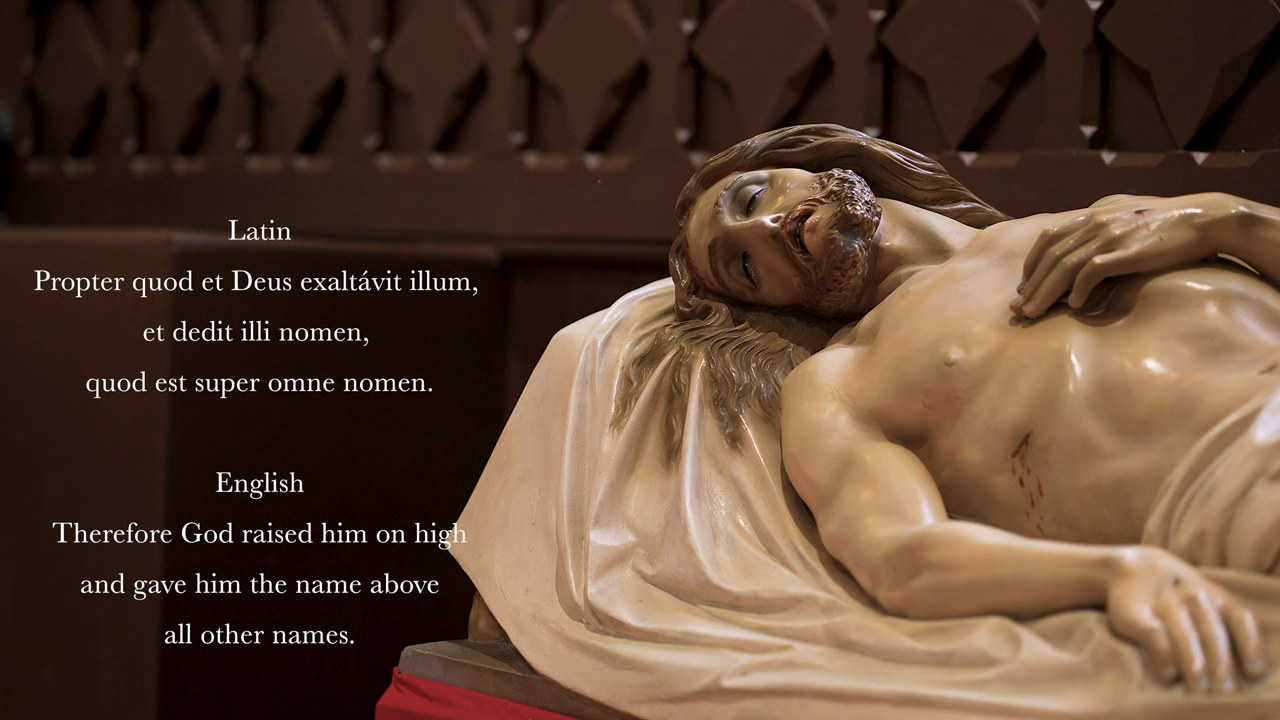 Latin
Propter quod et Deus exaltávit illum,
et dedit illi nomen,
quod est super omne nomen.
English
Therefore God raised him on high
and gave him the name above
all other names.